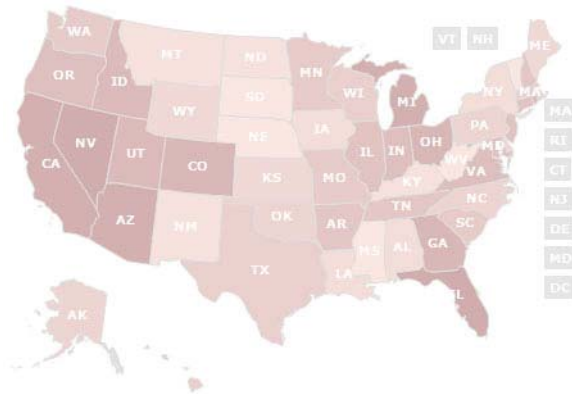 WA
VT NH
ME
MT
ND
OR
MN
ID
WI
NY
MA
SD
MI
WY
MA
PA
IA
RI
NE
NV
OH
IL
IN
MD
UT
WV
CA
CO
VA
CT
KS
MO
KY
NC
NJ
TN
OK
AZ
NM
AR
SC
DE
MS
AL
GA
MD
TX
LA
FL
DC
AK